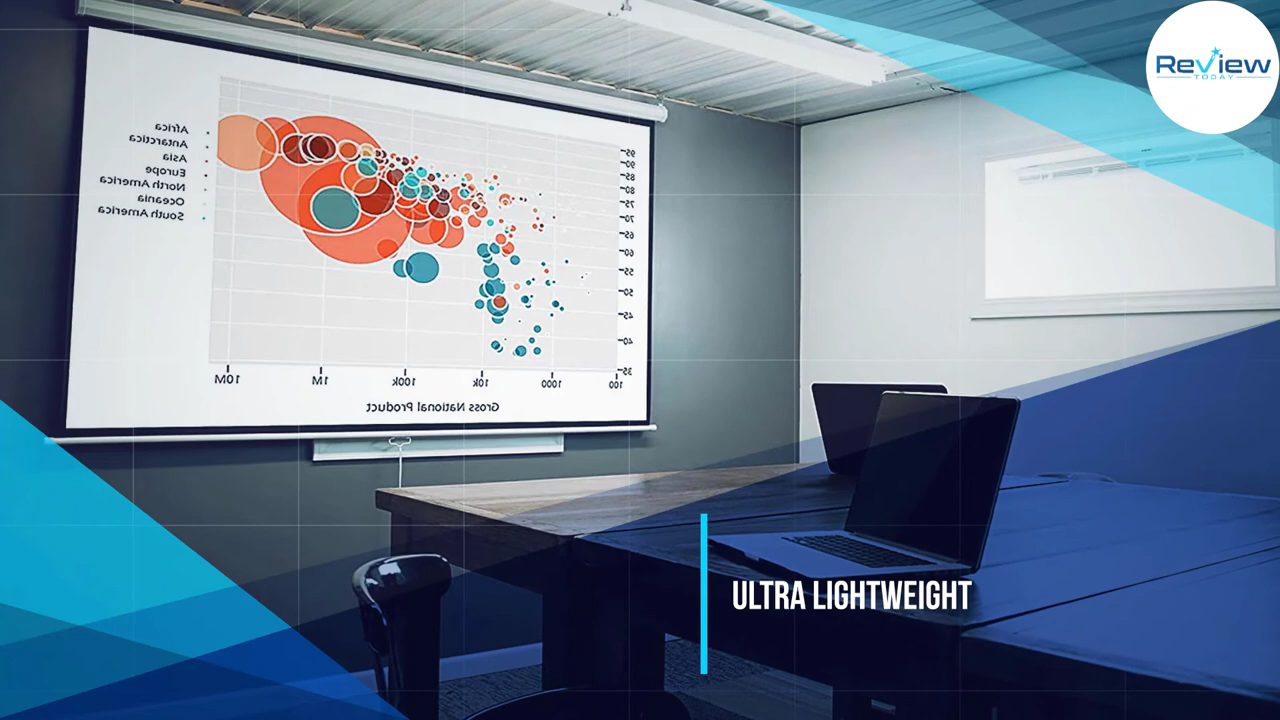 Review
TODAY
Africa
Antarctica
Asia
Europe
North America
Oceania
South America
95
90
85
80
75
70
65
60
55
50
45
40
35
10M
1M
100k
10k
1000
100
Gross National Product
ULTRA LIGHTWEIGHT